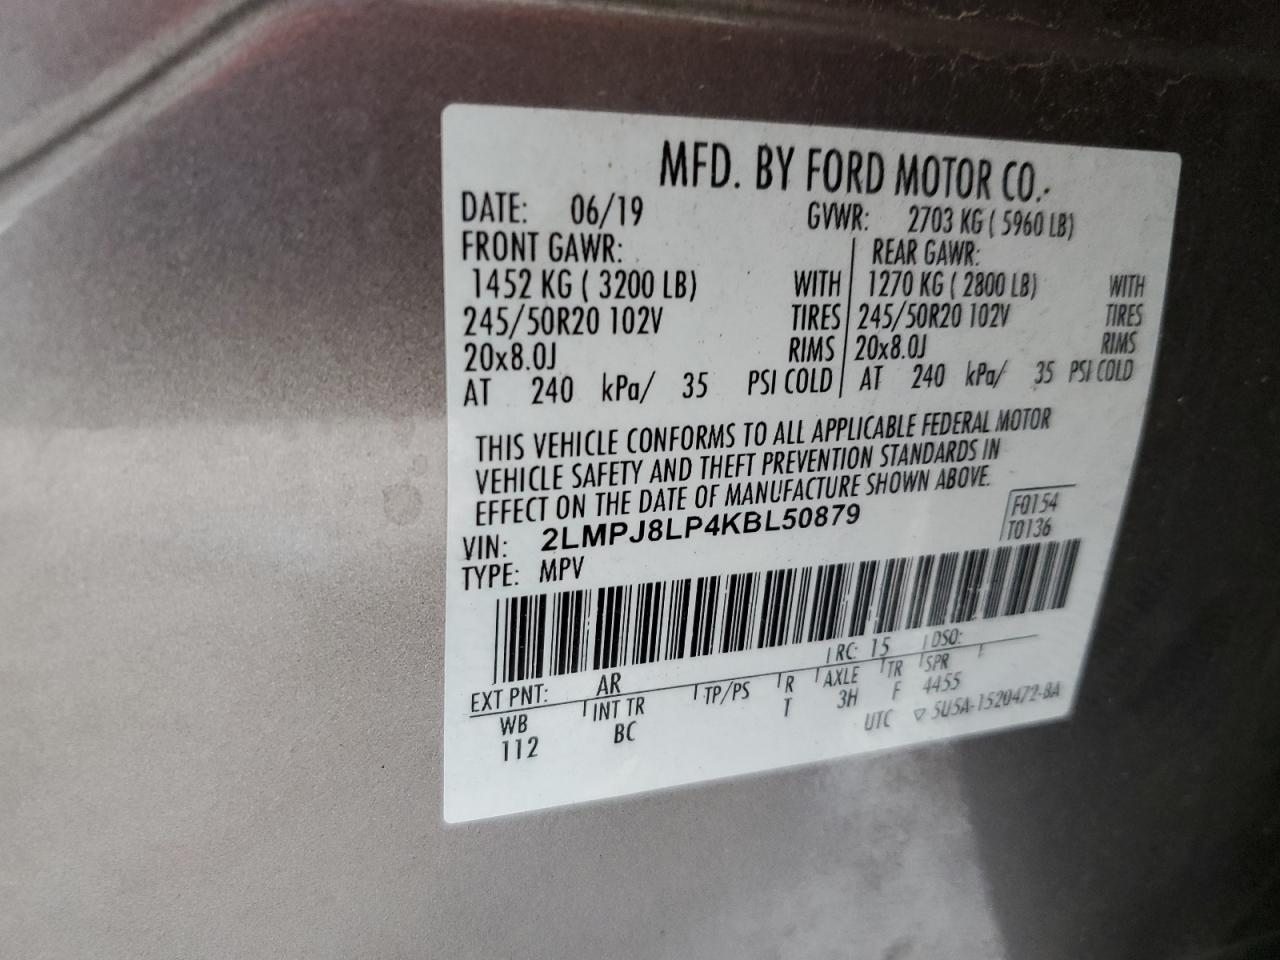 MFD. BY FORD MOTOR CO.
DATE: 06/19 GVWR: 2703 KG ( 5960 LB)
FRONT GAWR: REAR GAWR:
1452 KG ( 3200 LB) WITH 1270 KG ( 2800 LB) WITH
245/50R20 102V TIRES 245/50R20 102V TIRES
20x8.0J RIMS 20x8.0J RIMS
AT 240 kPa/ 35 PSI COLD AT 240 kPa/ 35 PSI COLD
THIS VEHICLE CONFORMS TO ALL APPLICABLE FEDERAL MOTOR
VEHICLE SAFETY AND THEFT PREVENTION STANDARDS IN
EFFECT ON THE DATE OF MANUFACTURE SHOWN ABOVE.
F0154
VIN: 2LMPJ8LP4KBL50879 T0136
TYPE: MPV
EXT PNT: AR RC: 15 DSO:
WB INT TR TP/PS R AXLE TR SPR
112 BC T 3H F 4455
UTC ▽ 5U5A-1520472-BA